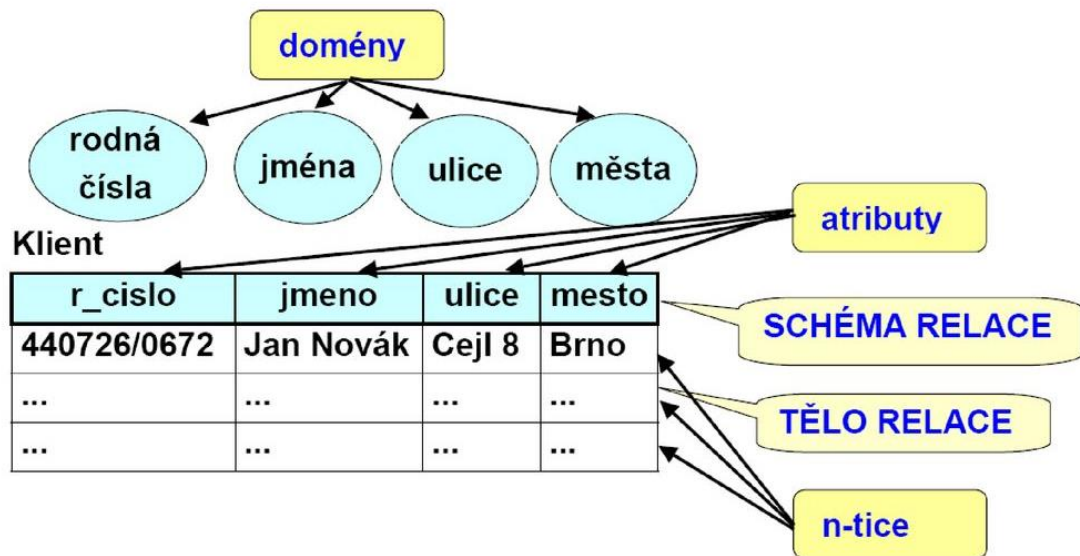 domény
rodná
čísla
jména
ulice
města
atributy
Klient
r_cislo jmeno ulice mesto
SCHÉMA RELACE
440726/0672 Jan Novák Cejl 8 Brno
... ... ... ...
TĚLO RELACE
... ... ... ...
n-tice